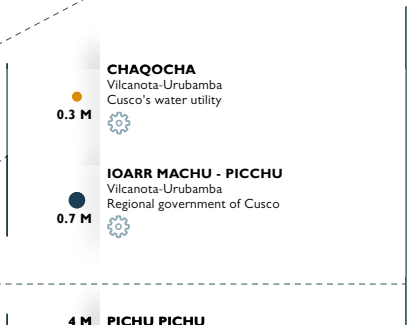 CHAQOCHA
Vilcanota-Urubamba
Cusco's water utility
0.3 M
IOARR MACHU - PICCHU
Vilcanota-Urubamba
Regional government of Cusco
0.7 M
4 M PICHU PICHU